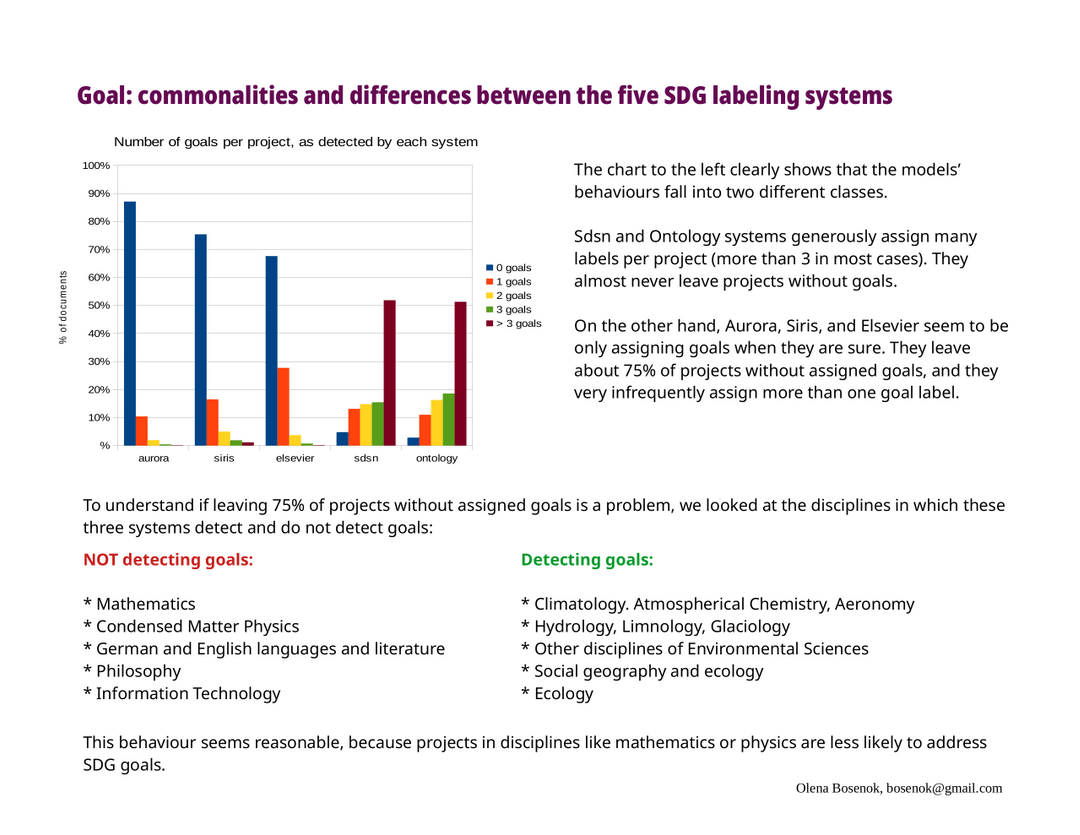 Goal: commonalities and differences between the five SDG labeling systems
Number of goals per project, as detected by each system
100%
90%
80%
70%
60%
50%
40%
30%
20%
10%
%
% of documents
aurora
siris
elsevier
sdsn
ontology
0 goals
1 goals
2 goals
3 goals
> 3 goals
The chart to the left clearly shows that the models’
behaviours fall into two different classes.
Sdsn and Ontology systems generously assign many
labels per project (more than 3 in most cases). They
almost never leave projects without goals.
On the other hand, Aurora, Siris, and Elsevier seem to be
only assigning goals when they are sure. They leave
about 75% of projects without assigned goals, and they
very infrequently assign more than one goal label.
To understand if leaving 75% of projects without assigned goals is a problem, we looked at the disciplines in which these
three systems detect and do not detect goals:
NOT detecting goals:
* Mathematics
* Condensed Matter Physics
* German and English languages and literature
* Philosophy
* Information Technology
Detecting goals:
* Climatology. Atmospherical Chemistry, Aeronomy
* Hydrology, Limnology, Glaciology
* Other disciplines of Environmental Sciences
* Social geography and ecology
* Ecology
This behaviour seems reasonable, because projects in disciplines like mathematics or physics are less likely to address
SDG goals.
Olena Bosenok, bosenok@gmail.com